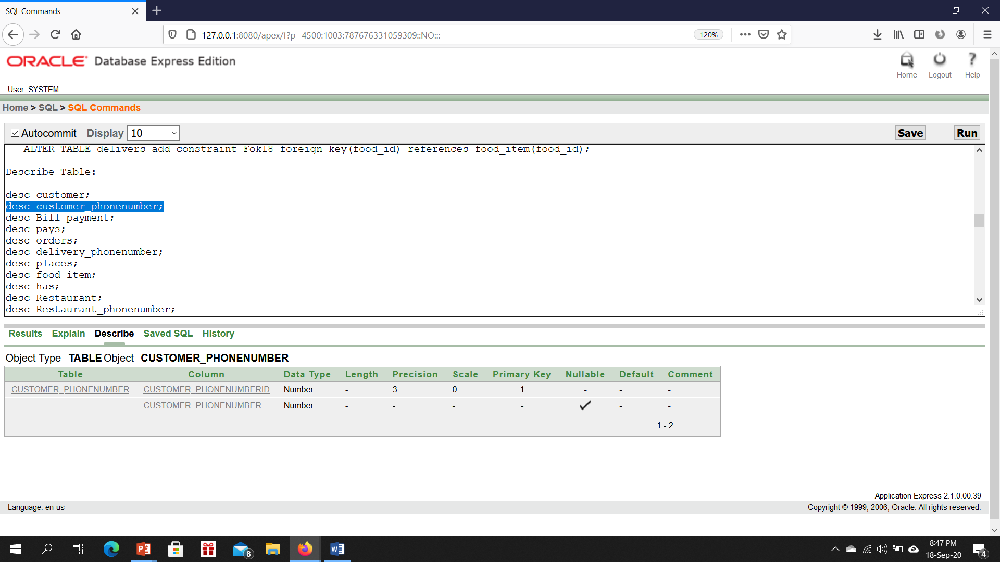 SQL Commands
127.0.0.1:8080/apex/f?p=4500:1003:787676331059309::NO:::
120%
ORACLE Database Express Edition
Home Logout Help
User: SYSTEM
Home > SQL > SQL Commands
Autocommit Display 10 Save Run
ALTER TABLE delivers add constraint Fokl8 foreign key(food_id) references food_item(food_id);
Describe Table:
desc customer;
desc customer_phonenumber;
desc Bill_payment;
desc pays;
desc orders;
desc delivery_phonenumber;
desc places;
desc food_item;
desc has;
desc Restaurant;
desc Restaurant_phonenumber;
Results Explain Describe Saved SQL History
Object Type TABLE Object CUSTOMER_PHONENUMBER
Table Column Data Type Length Precision Scale Primary Key Nullable Default Comment
CUSTOMER_PHONENUMBER CUSTOMER_PHONENUMBERID Number - 3 0 1 - - -
CUSTOMER_PHONENUMBER Number - - - - - -
1 - 2
Application Express 2.1.0.00.39
Language: en-us Copyright © 1999, 2006, Oracle. All rights reserved.
8
8:47 PM
18-Sep-20
4